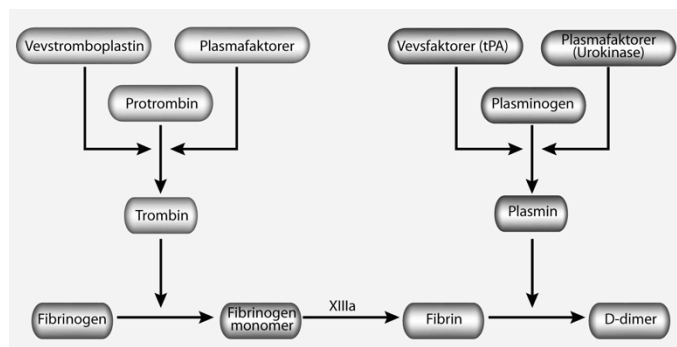 Vevstromboplastin
Plasmafaktorer
Vevsfaktorer (tPA)
Plasmafaktorer
(Urokinase)
Protrombin
Plasminogen
Trombin
Plasmin
Fibrinogen
Fibrinogen
monomer
XIIIa
Fibrin
D-dimer